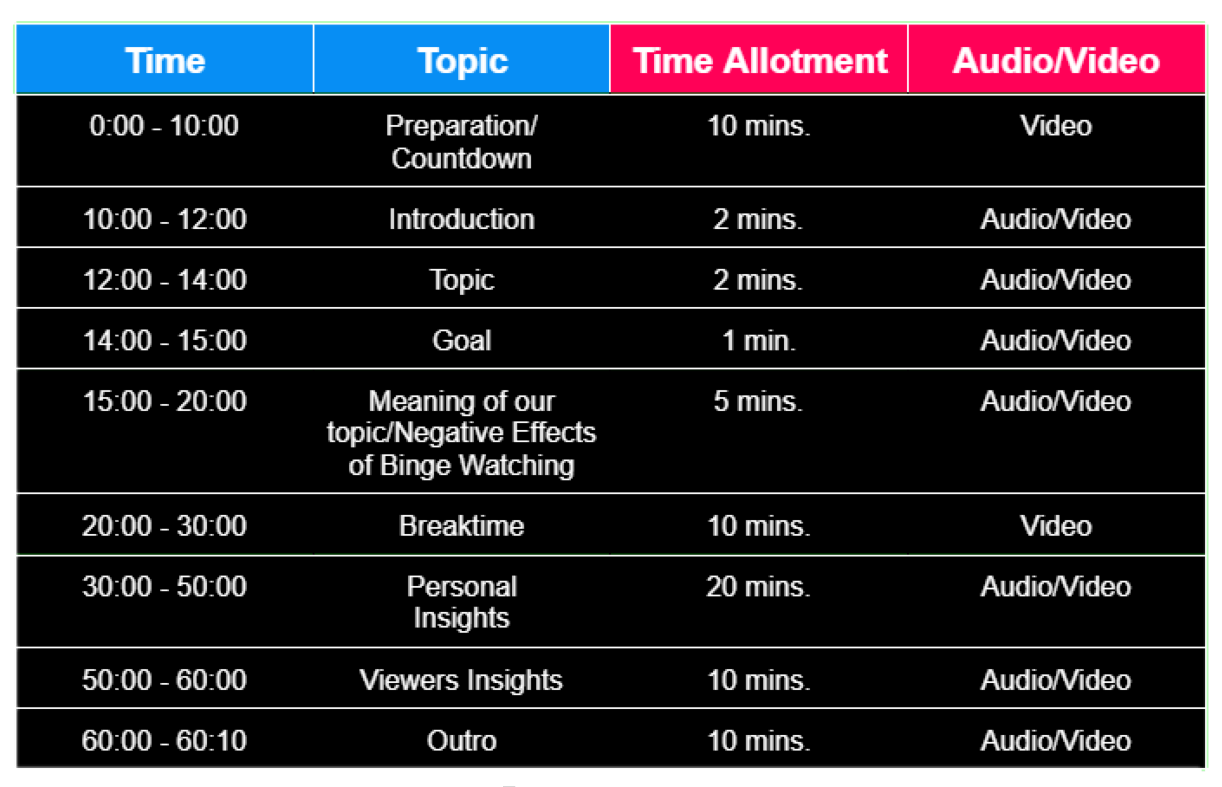 Time Topic Time Allotment Audio/Video
0:00 - 10:00 Preparation/ 10 mins. Video
Countdown
10:00 - 12:00 Introduction 2 mins. Audio/Video
12:00 - 14:00 Topic 2 mins. Audio/Video
14:00 - 15:00 Goal 1 min. Audio/Video
15:00 - 20:00 Meaning of our 5 mins. Audio/Video
topic/Negative Effects
of Binge Watching
20:00 - 30:00 Breaktime 10 mins. Video
30:00 - 50:00 Personal 20 mins. Audio/Video
Insights
50:00 - 60:00 Viewers Insights 10 mins. Audio/Video
60:00 - 60:10 Outro 10 mins. Audio/Video